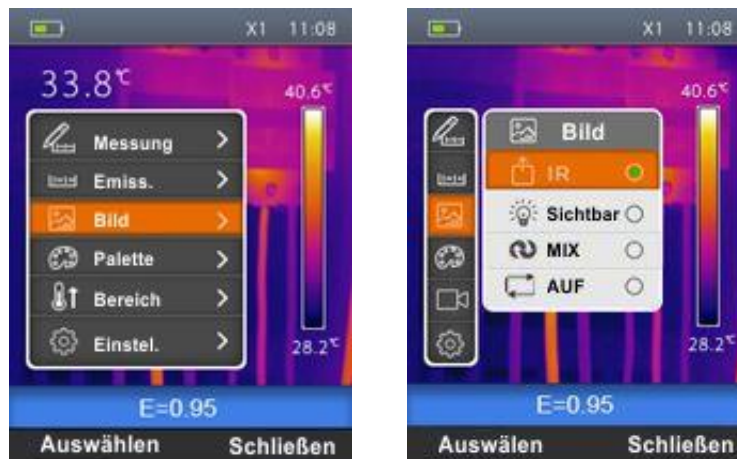 X1 11:08
33.8℃
40.6℃
Messung
Emiss.
Bild
Palette
Bereich
Einstel.
28.2℃
E=0.95
Auswählen Schließen
X1 11:08
40.6℃
Bild
IR
Sichtbar
MIX
AUF
28.2℃
E=0.95
Auswälen Schließen